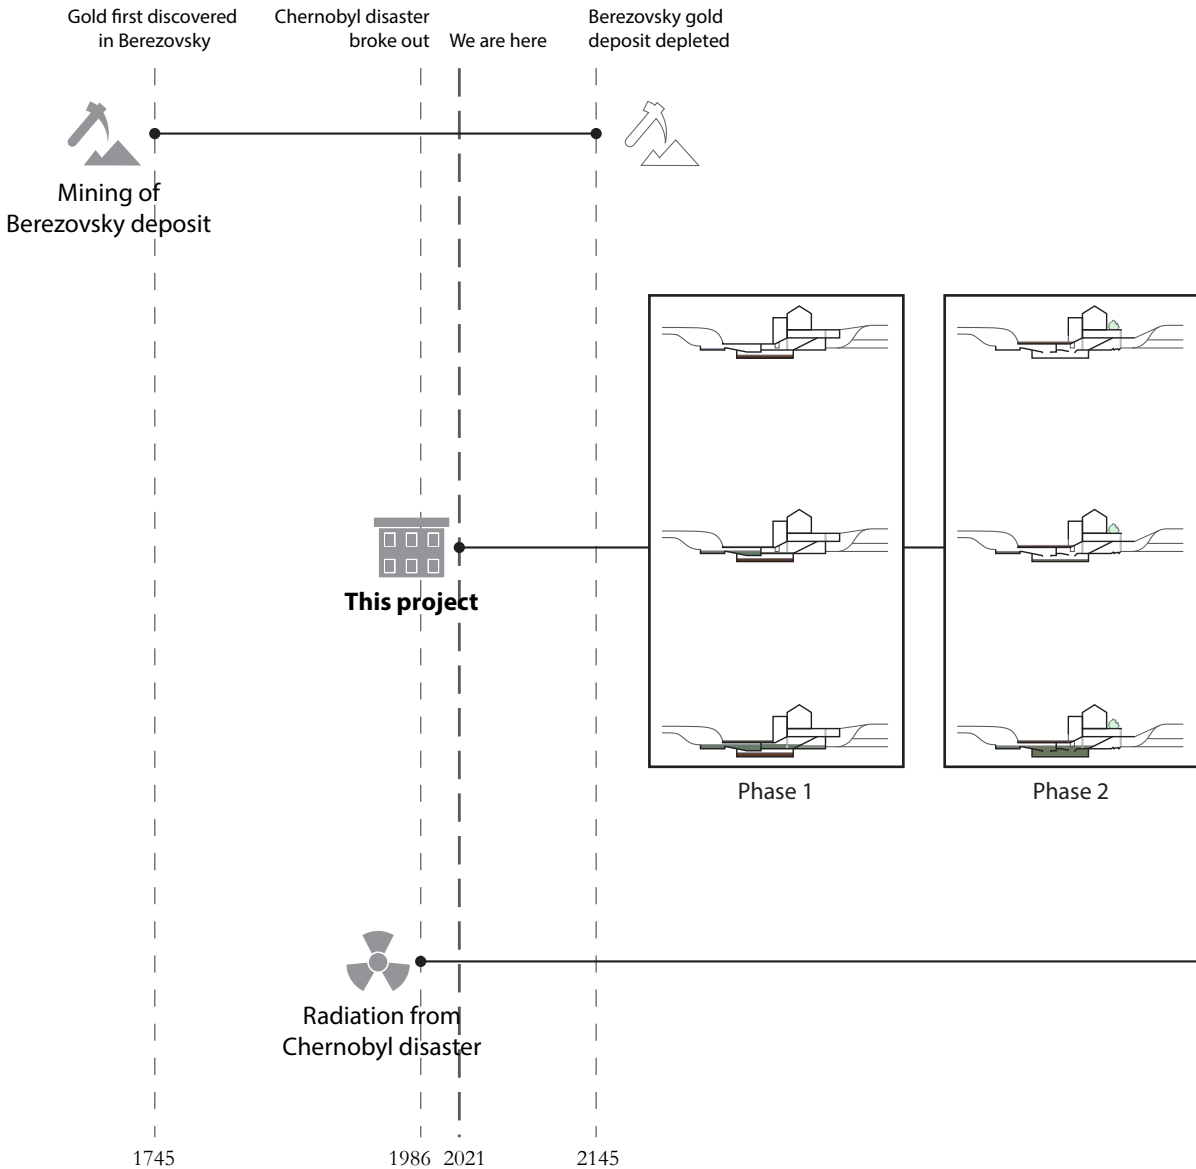 Gold first discovered
in Berezovsky
Chernobyl disaster
broke out
We are here
Berezovsky gold
deposit depleted
Mining of
Berezovsky deposit
This project
Phase 1
Phase 2
Radiation from
Chernobyl disaster
1745
1986
2021
2145